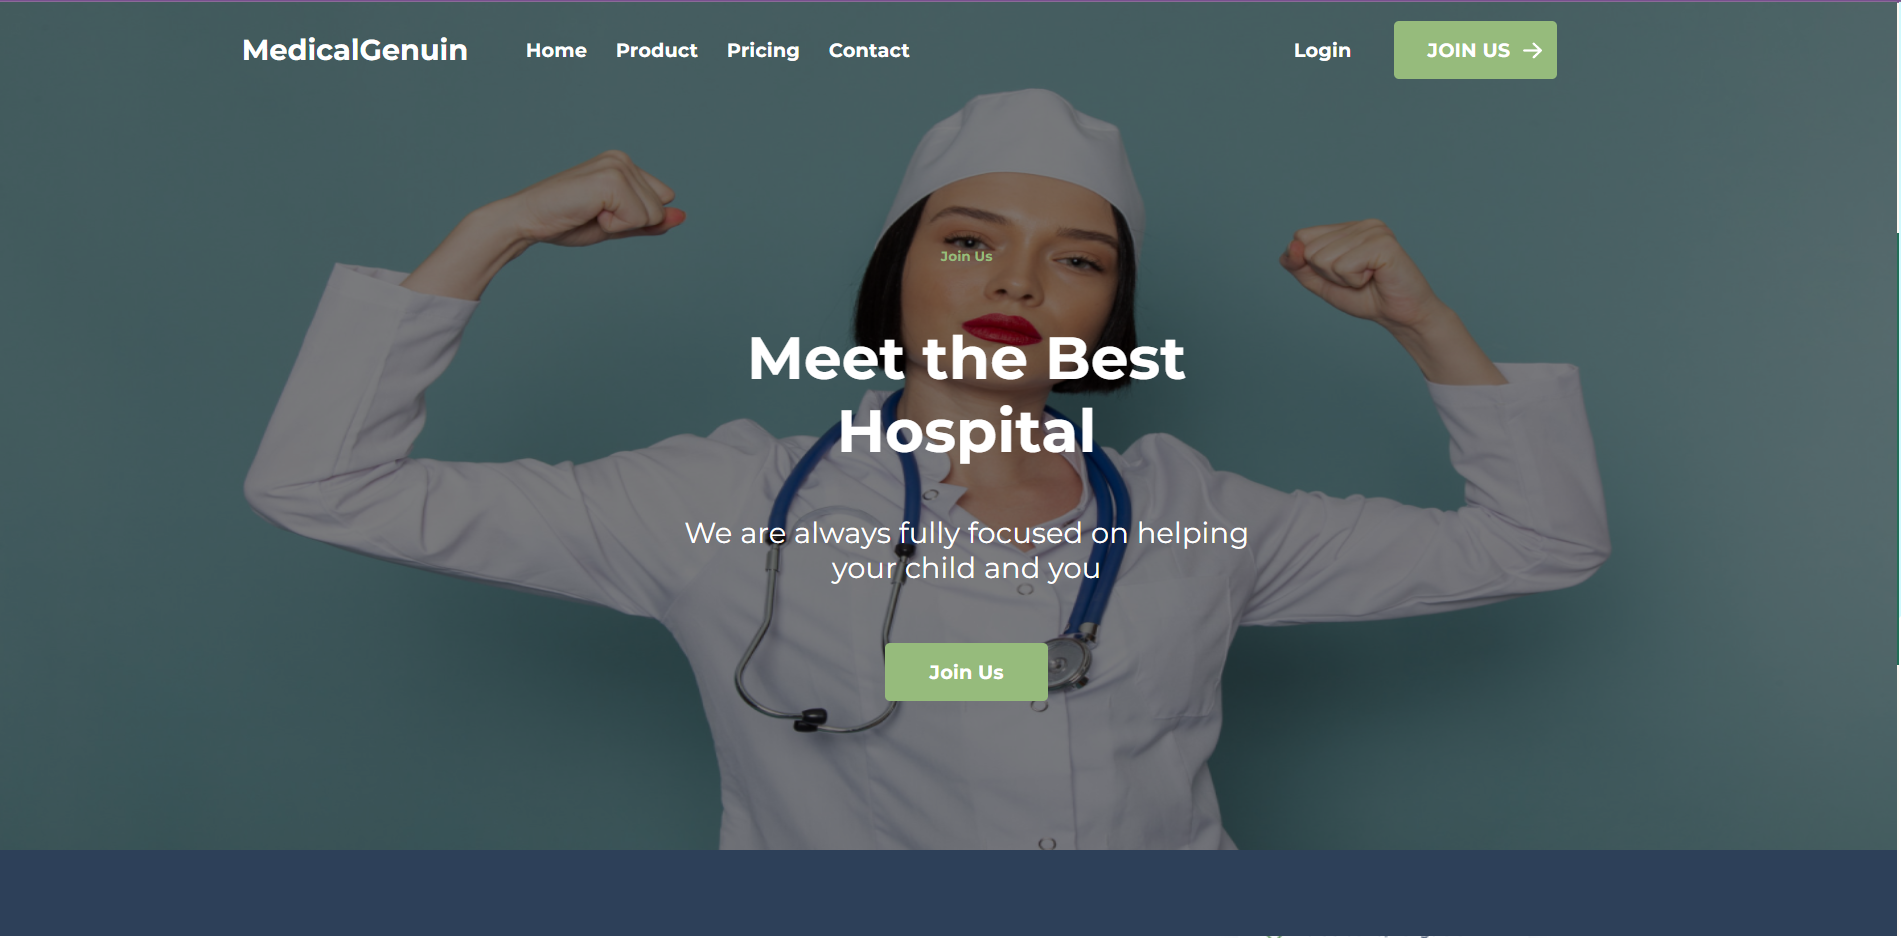 MedicalGenuin
Home Product Pricing Contact
Login
JOIN US
Join Us
Meet the Best
Hospital
We are always fully focused on helping
your child and you
Join Us